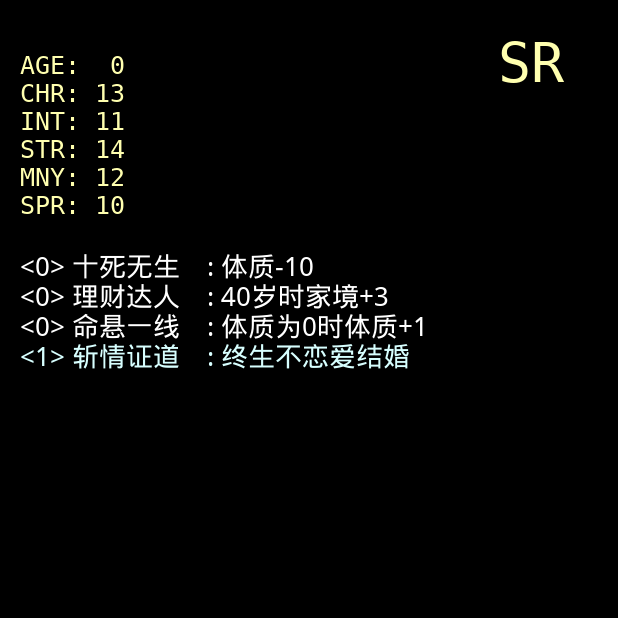 SR
AGE: 0
CHR: 13
INT: 11
STR: 14
MNY: 12
SPR: 10
<0> 十死无生 : 体质-10
<0> 理财达人 : 40岁时家境+3
<0> 命悬一线 : 体质为0时体质+1
<1> 斩情证道 : 终生不恋爱结婚